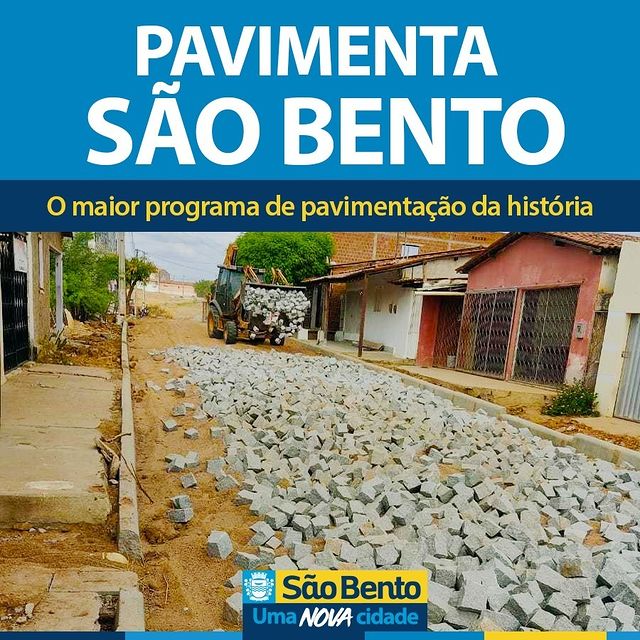 PAVIMENTA
SÃO BENTO
O maior programa de pavimentação da história
São Bento
Uma NOVA cidade